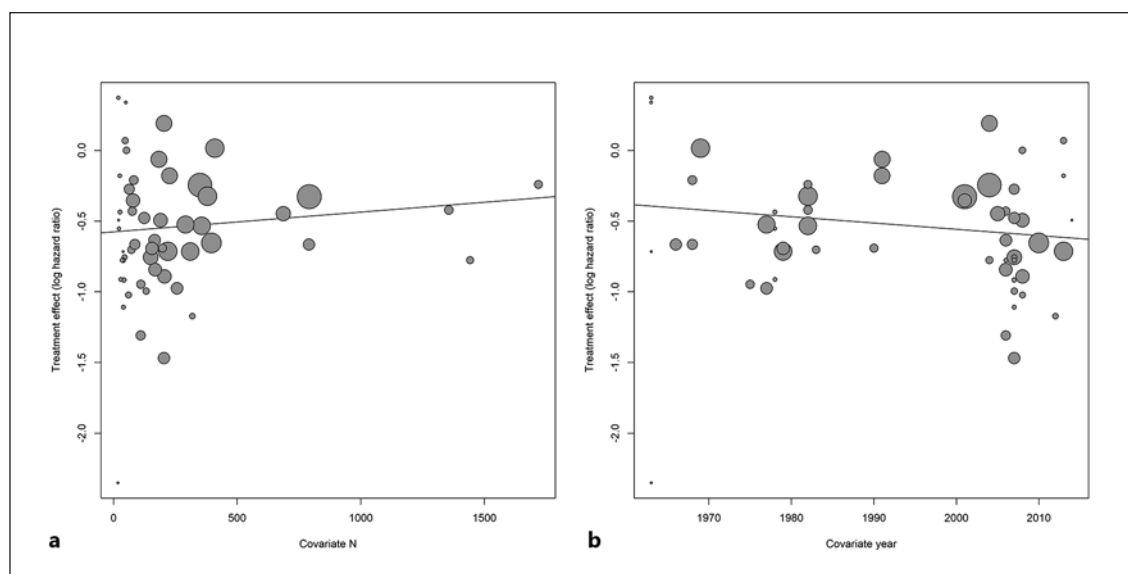 Treatment effect (log hazard ratio)
0.0
-0.5
-1.0
-1.5
-2.0
0 500 1000 1500
a Covariate N
Treatment effect (log hazard ratio)
0.0
-0.5
-1.0
-1.5
-2.0
1970 1980 1990 2000 2010
b Covariate year